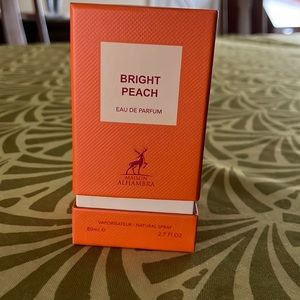 BRIGHT
PEACH
EAU DE PARFUM
MAISON
ALHAMBRA
VAPORISATEUR - NATURAL SPRAY
80ml e 2.7 FL.OZ